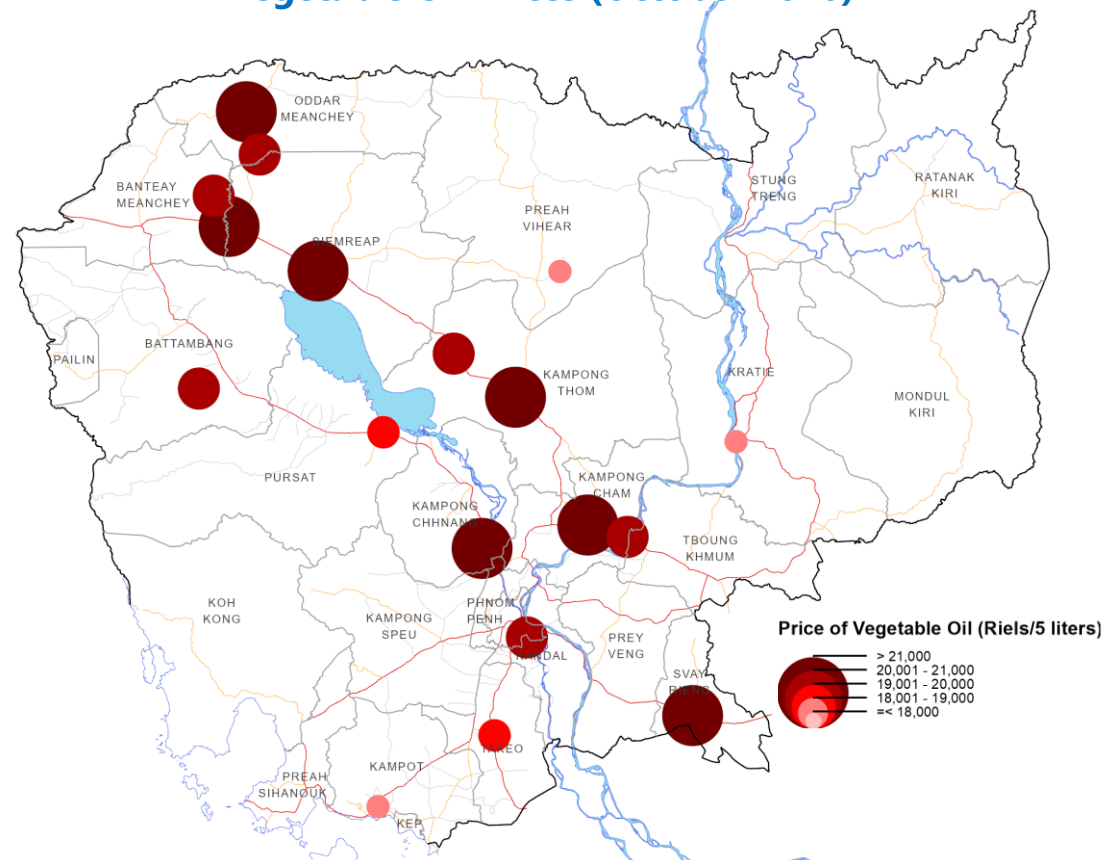 ODDAR
MEANCHEY
BANTEAY
MEANCHEY
STUNG
TRENG
RATANAK
KIRI
PREAH
VIHEAR
SIEMREAP
BATTAMBANG
PAILIN
KAMPONG
THOM
KRATIE
MONDUL
KIRI
PURSAT
KAMPONG
CHAM
KAMPONG
CHHNANG
TBOUNG
KHMUM
KOH
KONG
KAMPONG
SPEU
PHNOM
PENH
KANDAL
PREY
VENG
SVAY
RIENG
Price of Vegetable Oil (Riels/5 liters)
> 21,000
20,001 - 21,000
19,001 - 20,000
18,001 - 19,000
=< 18,000
TAKEO
KAMPOT
PREAH
SIHANOUK
KEP